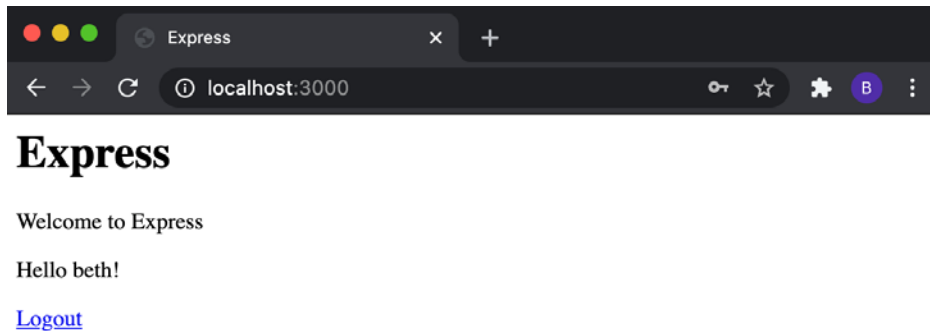 Express
localhost:3000
B
Express
Welcome to Express
Hello beth!
Logout